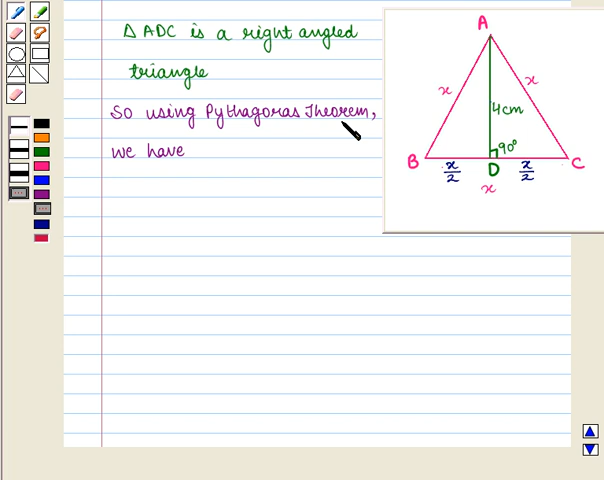 Δ ADC is a right angled
triangle
So using Pythagoras Theorem,
we have
A
x
x
4cm
90°
B
x/2
D
x/2
C
x